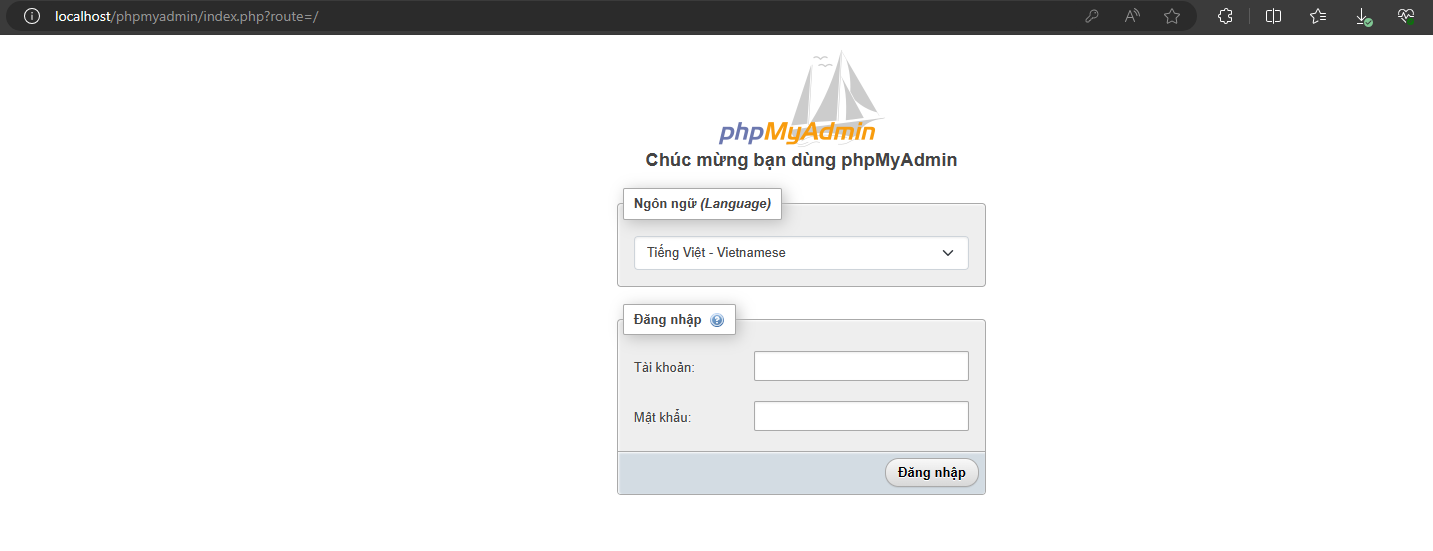 localhost/phpmyadmin/index.php?route=/
phpMyAdmin
Chúc mừng bạn dùng phpMyAdmin
Ngôn ngữ (Language)
Tiếng Việt - Vietnamese
Đăng nhập
Tài khoản:
Mật khẩu:
Đăng nhập